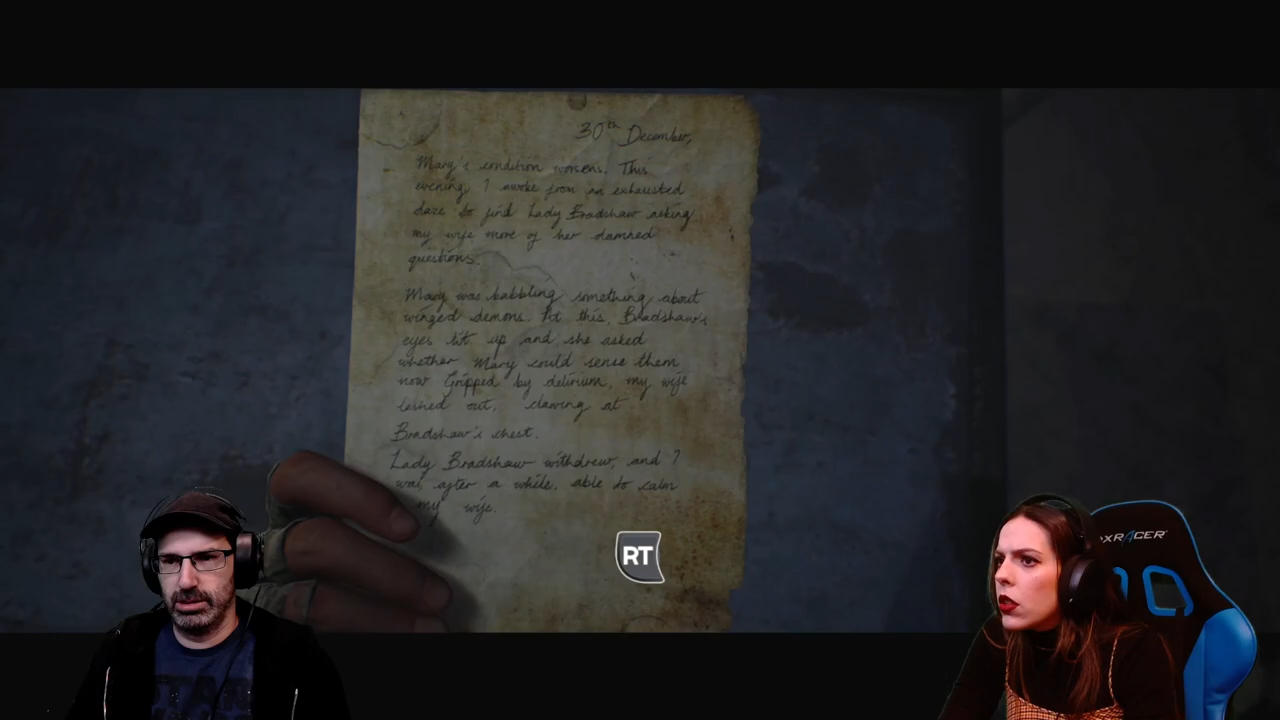 30th December,
Mary's condition worsens. This
evening, I awoke from an exhausted
daze to find Lady Bradshaw asking
my wife more of her damned
questions.
Mary was babbling something about
winged demons. At this, Bradshaw's
eyes lit up and she asked
whether Mary could sense them
now. Gripped by delirium, my wife
lashed out, clawing at
Bradshaw's chest.
Lady Bradshaw withdrew, and I
was, after a while, able to calm
my wife.
RT
DXRACER